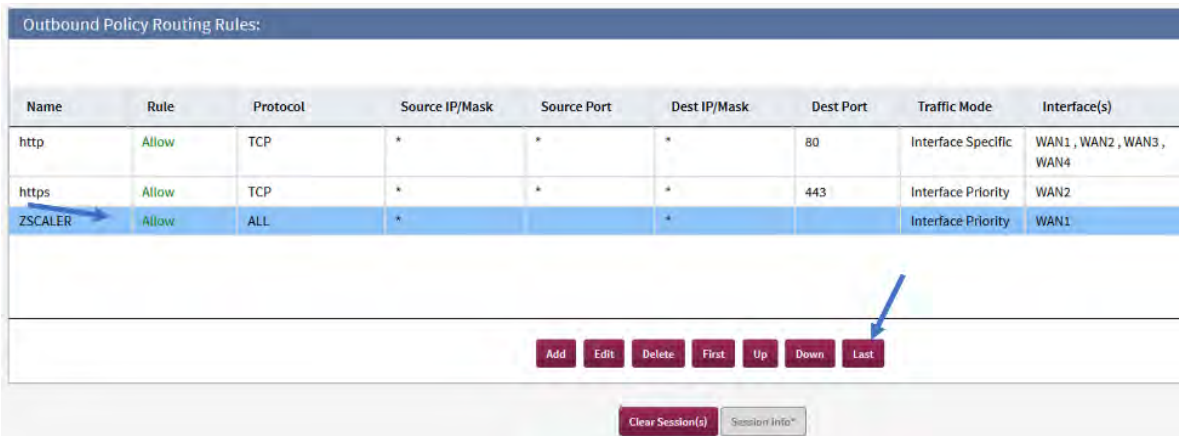 Outbound Policy Routing Rules:
Name Rule Protocol Source IP/Mask Source Port Dest IP/Mask Dest Port Traffic Mode Interface(s)
http Allow TCP * * * 80 Interface Specific WAN1 , WAN2 , WAN3 ,
WAN4
https Allow TCP * * * 443 Interface Priority WAN2
ZSCALER Allow ALL * * Interface Priority WAN1
Add Edit Delete First Up Down Last
Clear Session(s) Session Info*